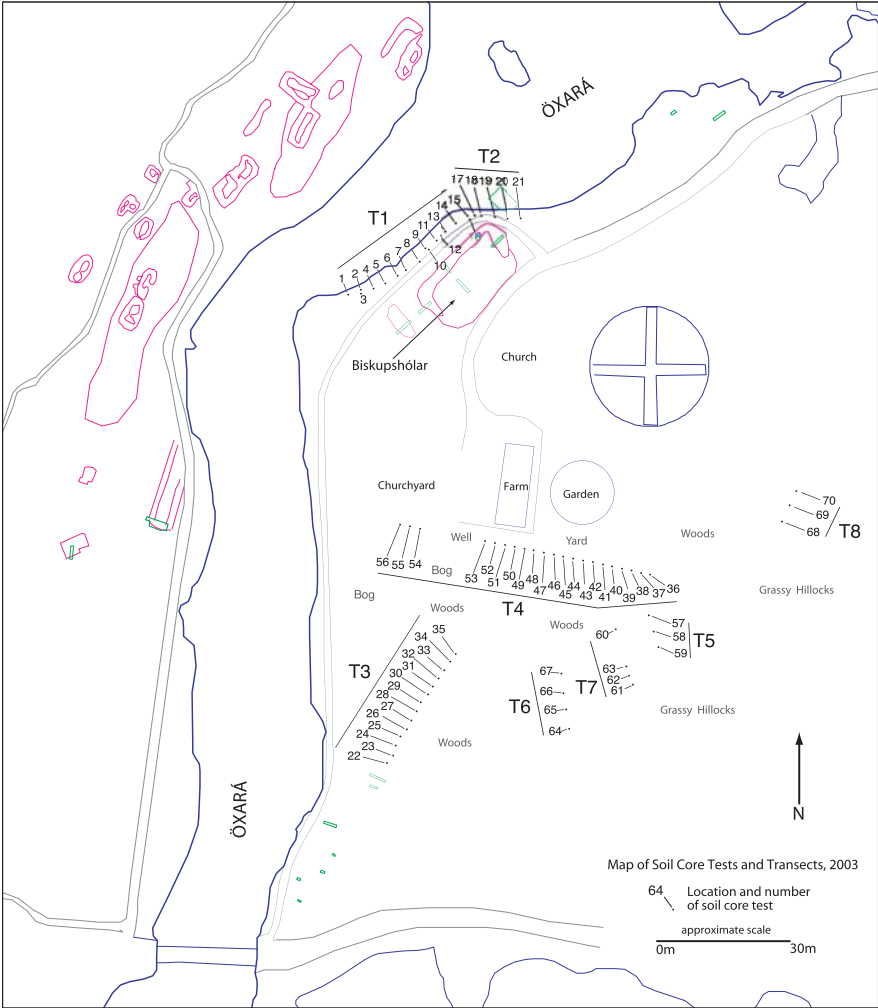 ÖXARÁ
T2
17 18 19 20 21
T1
14 15
13
11
9
8
7
6
5
4
2
1
3
12
10
Biskupshólar
Church
Churchyard
Farm
Garden
70
69
68
T8
Well
Yard
Woods
56 55 54
Bog
53 52 51 50 49 48 47 46 45 44 43 42 41 40 39 38 37 36
Grassy Hillocks
Bog
Woods
T4
Woods
60
57
58
59
T5
35
34
33
32
31
30
29
28
27
26
25
24
23
22
T3
67
66
65
64
T6
63
62
61
T7
Grassy Hillocks
Woods
ÖXARÁ
N
Map of Soil Core Tests and Transects, 2003
64
Location and number
of soil core test
approximate scale
0m 30m